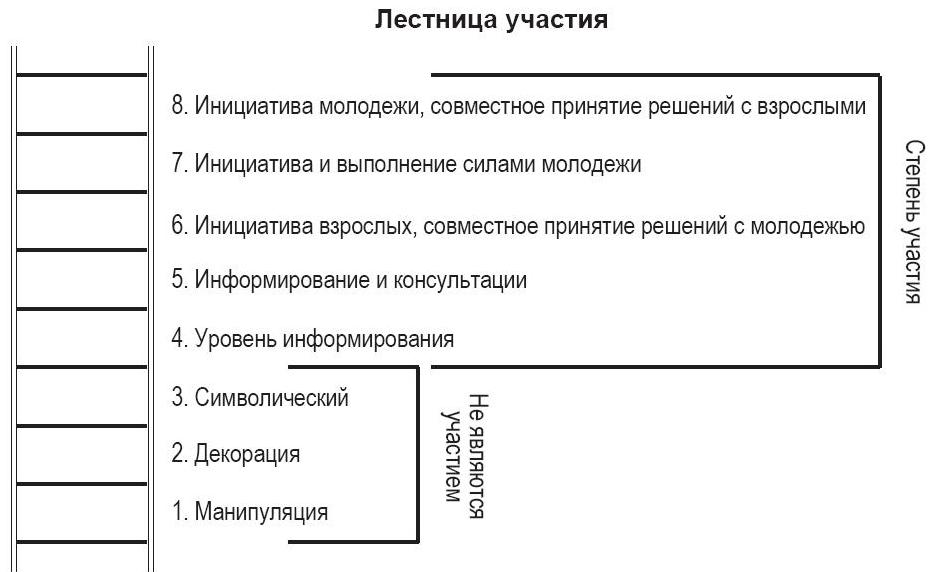 Лестница участия
8. Инициатива молодежи, совместное принятие решений с взрослыми
7. Инициатива и выполнение силами молодежи
6. Инициатива взрослых, совместное принятие решений с молодежью
5. Информирование и консультации
4. Уровень информирования
Степень участия
3. Символический
2. Декорация
1. Манипуляция
Не являются
участием